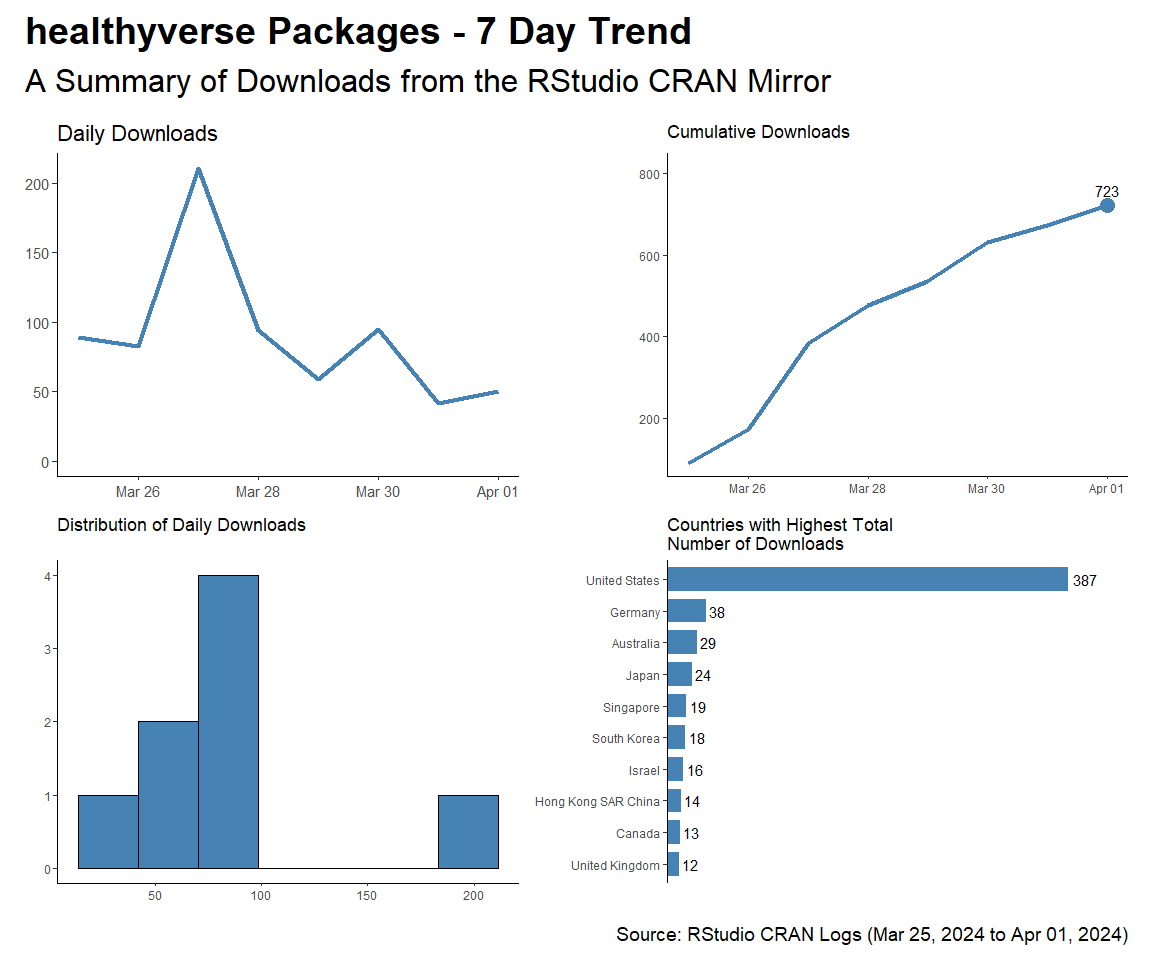 healthyverse Packages - 7 Day Trend
A Summary of Downloads from the RStudio CRAN Mirror
Daily Downloads
200
150
100
50
0
Mar 26 Mar 28 Mar 30 Apr 01
Cumulative Downloads
800
600
400
200
723
Mar 26 Mar 28 Mar 30 Apr 01
Distribution of Daily Downloads
4
3
2
1
0
50 100 150 200
Countries with Highest Total
Number of Downloads
United States 387
Germany 38
Australia 29
Japan 24
Singapore 19
South Korea 18
Israel 16
Hong Kong SAR China 14
Canada 13
United Kingdom 12
Source: RStudio CRAN Logs (Mar 25, 2024 to Apr 01, 2024)